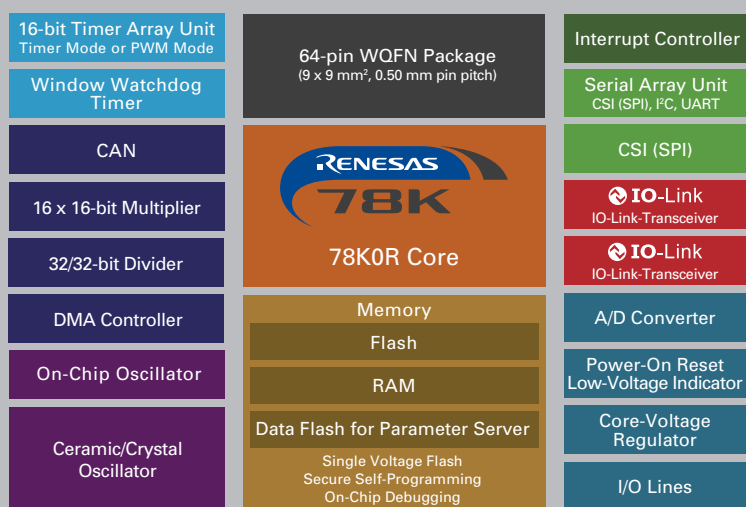 16-bit Timer Array Unit
Timer Mode or PWM Mode
Window Watchdog
Timer
CAN
16 x 16-bit Multiplier
32/32-bit Divider
DMA Controller
On-Chip Oscillator
Ceramic/Crystal
Oscillator
64-pin WQFN Package
(9 x 9 mm², 0.50 mm pin pitch)
RENESAS
78K
78K0R Core
Memory
Flash
RAM
Data Flash for Parameter Server
Single Voltage Flash
Secure Self-Programming
On-Chip Debugging
Interrupt Controller
Serial Array Unit
CSI (SPI), I²C, UART
CSI (SPI)
IO-Link
IO-Link-Transceiver
IO-Link
IO-Link-Transceiver
A/D Converter
Power-On Reset
Low-Voltage Indicator
Core-Voltage
Regulator
I/O Lines